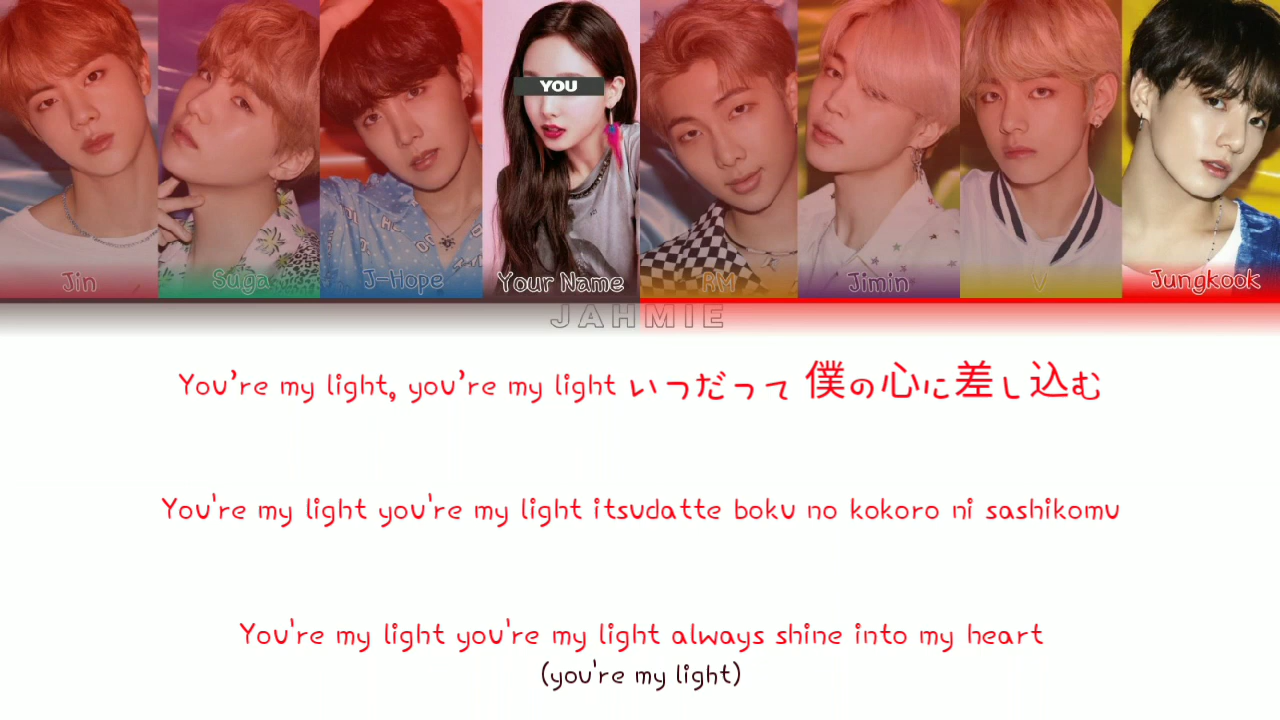 YOU
Jin Suga J-Hope Your Name RM Jimin V Jungkook
JAHMIE
You're my light, you're my light いつだって 僕の心に差し込む
You're my light you're my light itsudatte boku no kokoro ni sashikomu
You're my light you're my light always shine into my heart
(you're my light)